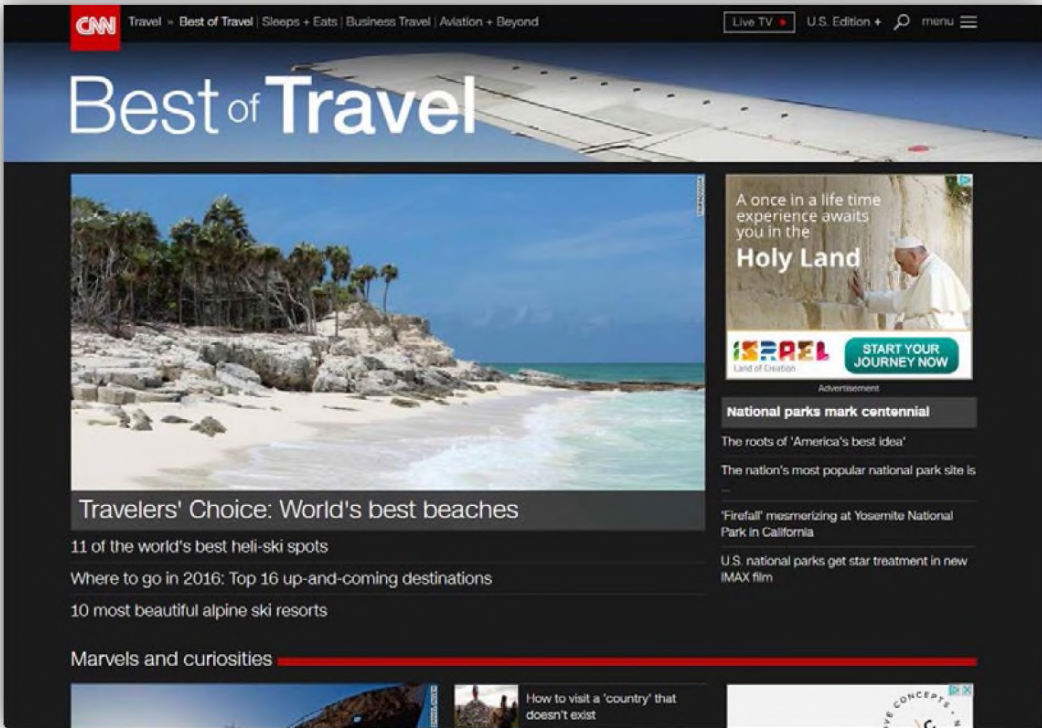 CNN
Travel » Best of Travel | Sleeps + Eats | Business Travel | Aviation + Beyond
Live TV
U.S. Edition +
menu
Best of Travel
Travelers' Choice: World's best beaches
11 of the world's best heli-ski spots
Where to go in 2016: Top 16 up-and-coming destinations
10 most beautiful alpine ski resorts
A once in a life time
experience awaits
you in the
Holy Land
ISRAEL
Land of Creation
START YOUR
JOURNEY NOW
Advertisement
National parks mark centennial
The roots of 'America's best idea'
The nation's most popular national park site is
...
'Firefall' mesmerizing at Yosemite National
Park in California
U.S. national parks get star treatment in new
IMAX film
Marvels and curiosities
How to visit a 'country' that
doesn't exist
CONCEPTS